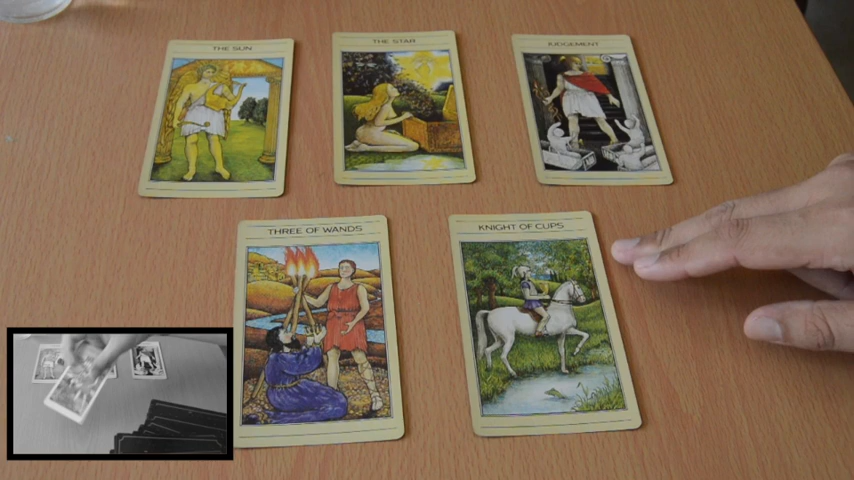 THE SUN
THE STAR
JUDGEMENT
THREE OF WANDS
KNIGHT OF CUPS